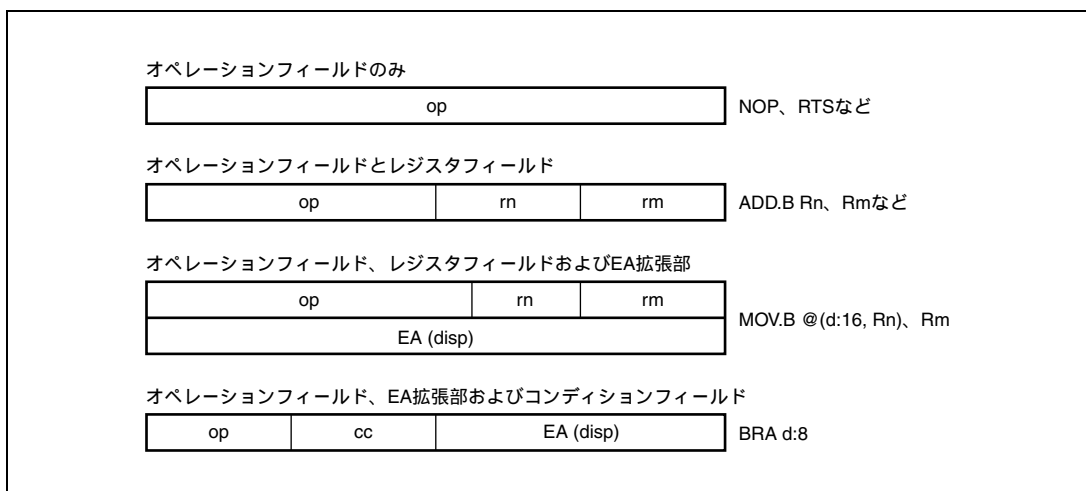 オペレーションフィールドのみ
op
NOP、RTSなど
オペレーションフィールドとレジスタフィールド
op rn rm
ADD.B Rn、Rmなど
オペレーションフィールド、レジスタフィールドおよびEA拡張部
op rn rm
EA (disp)
MOV.B @(d:16, Rn)、Rm
オペレーションフィールド、EA拡張部およびコンディションフィールド
op cc EA (disp)
BRA d:8